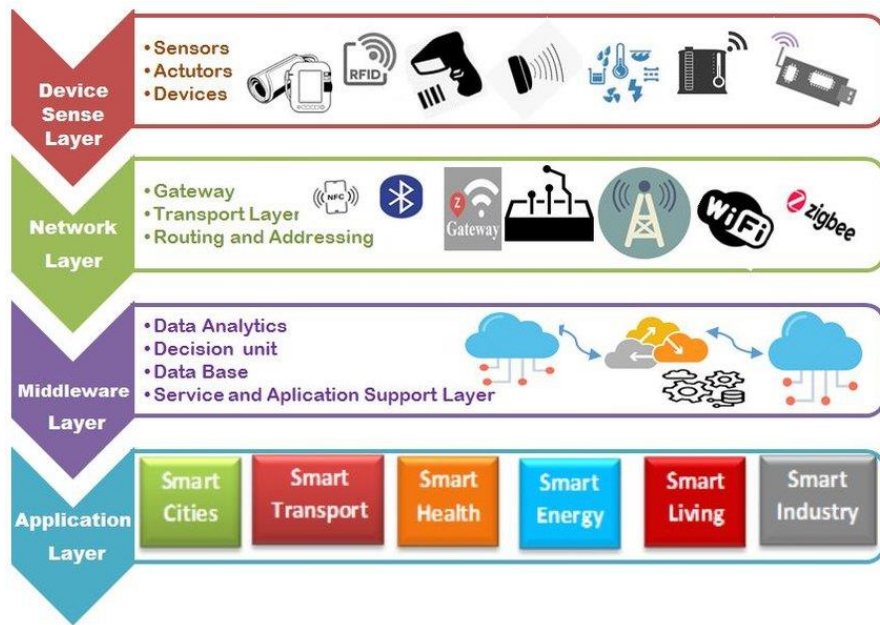 Device
Sense
Layer
• Sensors
• Actutors
• Devices
RFID
Network
Layer
• Gateway
• Transport Layer
• Routing and Addressing
NFC
Z
Gateway
WiFi
Z zigbee
Middleware
Layer
• Data Analytics
• Decision unit
• Data Base
• Service and Aplication Support Layer
Application
Layer
Smart
Cities
Smart
Transport
Smart
Health
Smart
Energy
Smart
Living
Smart
Industry